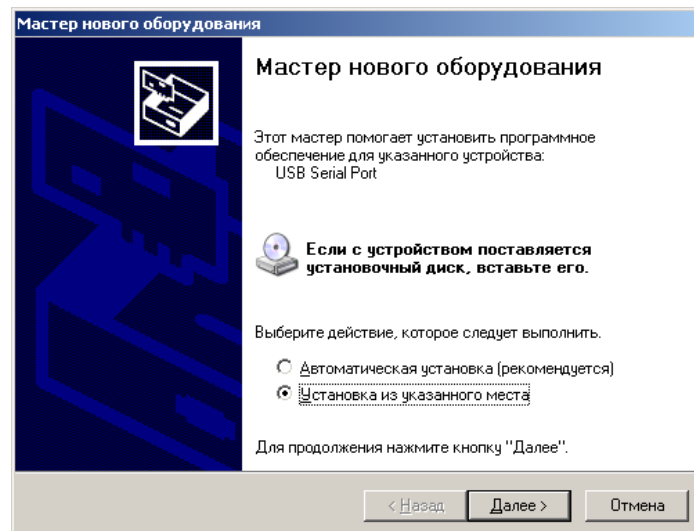 Мастер нового оборудования
Мастер нового оборудования
Этот мастер помогает установить программное
обеспечение для указанного устройства:
USB Serial Port
Если с устройством поставляется
установочный диск, вставьте его.
Выберите действие, которое следует выполнить.
Автоматическая установка (рекомендуется)
Установка из указанного места
Для продолжения нажмите кнопку "Далее".
< Назад Далее > Отмена